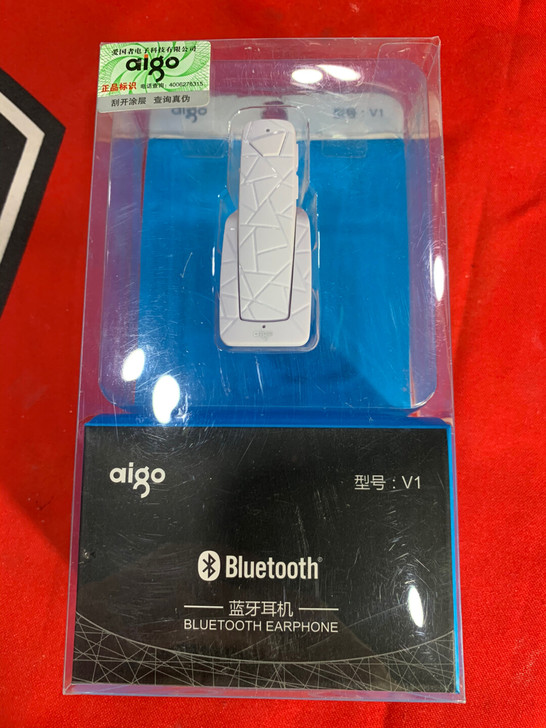 爱国者电子科技有限公司
aigo
正品标识 电话查询：4006276315
刮开涂层 查询真伪
aigo
型号：V1
aigo
型号：V1
Bluetooth®
蓝牙耳机
BLUETOOTH EARPHONE